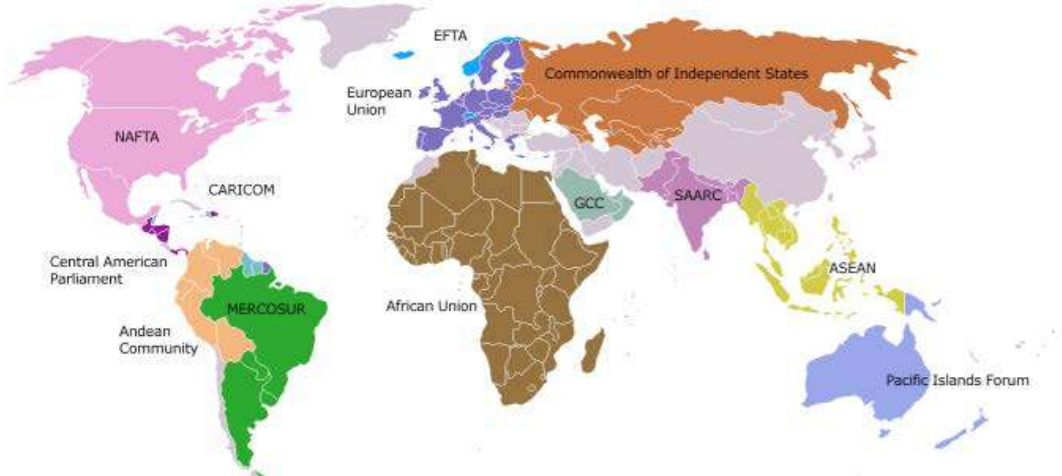 EFTA
Commonwealth of Independent States
European
Union
NAFTA
CARICOM
SAARC
GCC
Central American
Parliament
ASEAN
African Union
MERCOSUR
Andean
Community
Pacific Islands Forum